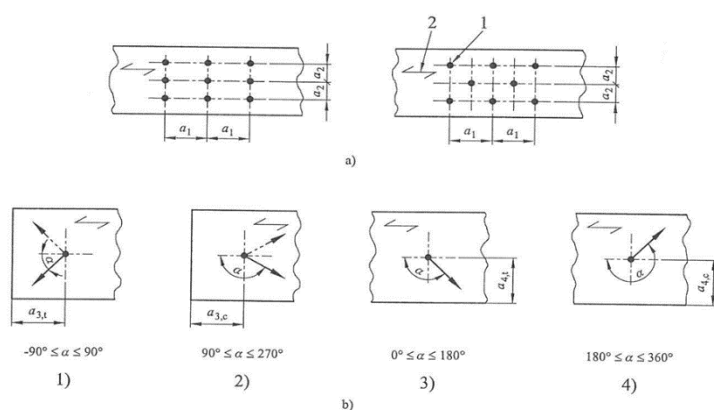 2 1
a₂
a₂
a₂
a₂
a₁ a₁
a₁ a₁
a)
α
α
α
α
a₃,t
a₃,c
a₄,t
a₄,c
-90° ≤ α ≤ 90°
90° ≤ α ≤ 270°
0° ≤ α ≤ 180°
180° ≤ α ≤ 360°
1)
2)
3)
4)
b)